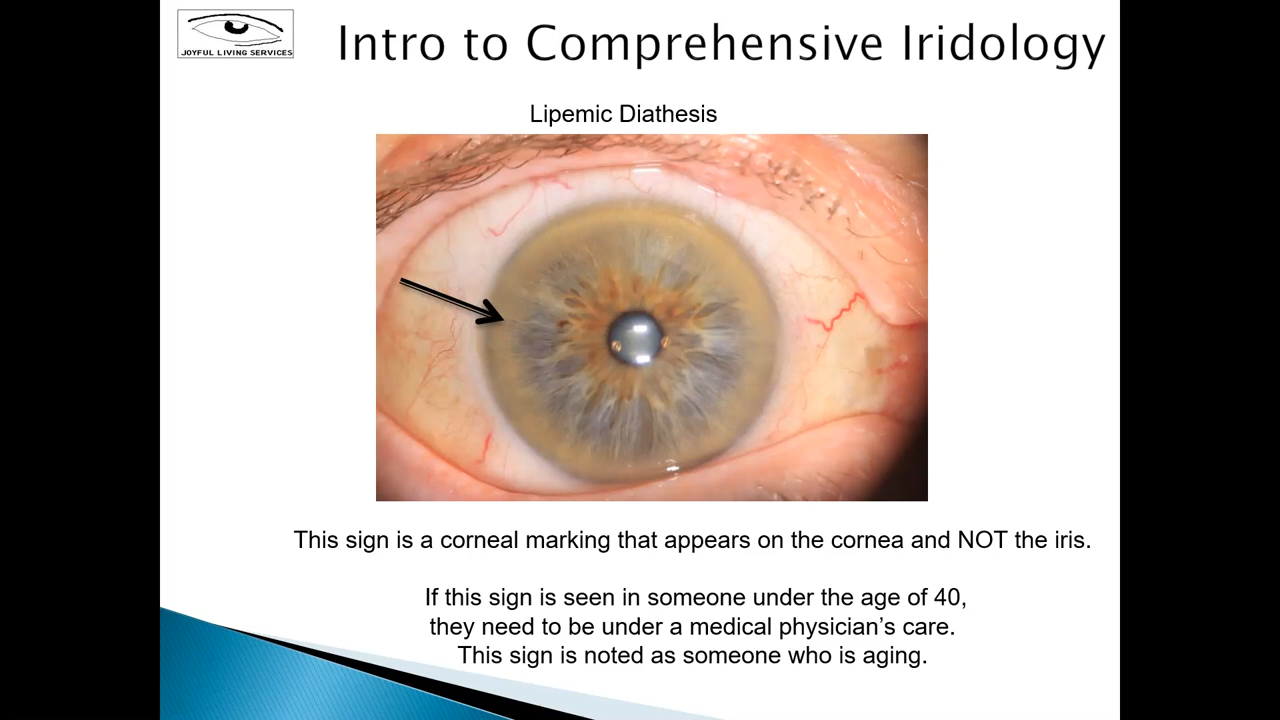 JOYFUL LIVING SERVICES
Intro to Comprehensive Iridology
Lipemic Diathesis
This sign is a corneal marking that appears on the cornea and NOT the iris.
If this sign is seen in someone under the age of 40,
they need to be under a medical physician’s care.
This sign is noted as someone who is aging.